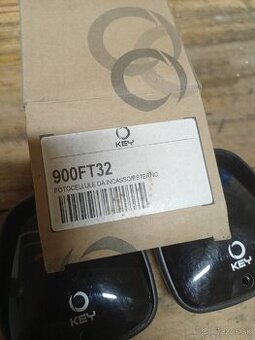 KEY
900FT32
FOTOCELLULE DA INCASSO/ESTERNO
KEY
KEY